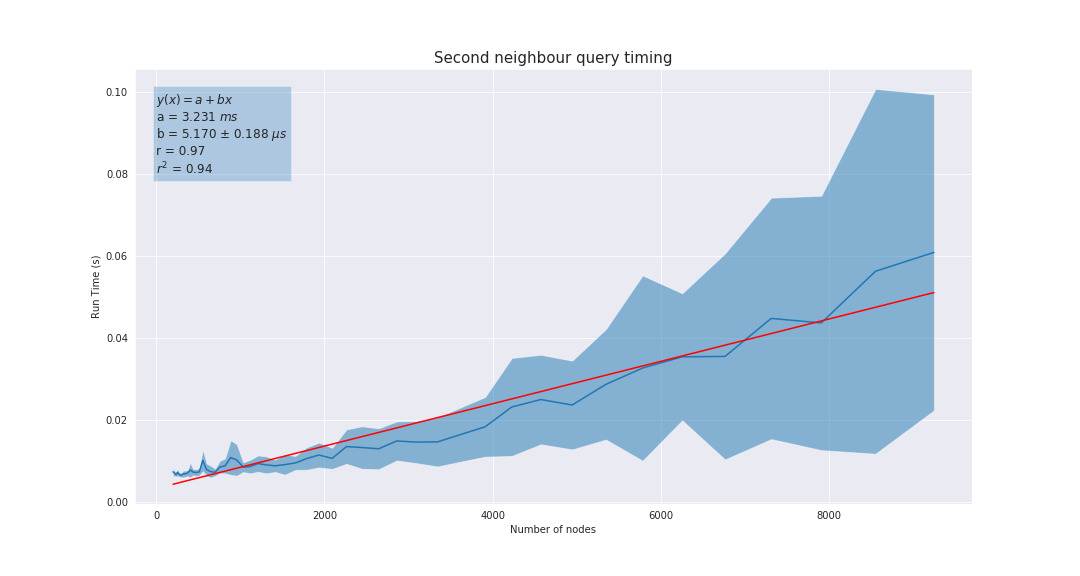 Second neighbour query timing
y(x) = a + bx
a = 3.231 ms
b = 5.170 ± 0.188 μs
r = 0.97
r² = 0.94
0.10
0.08
0.06
0.04
0.02
0.00
Run Time (s)
0 2000 4000 6000 8000
Number of nodes